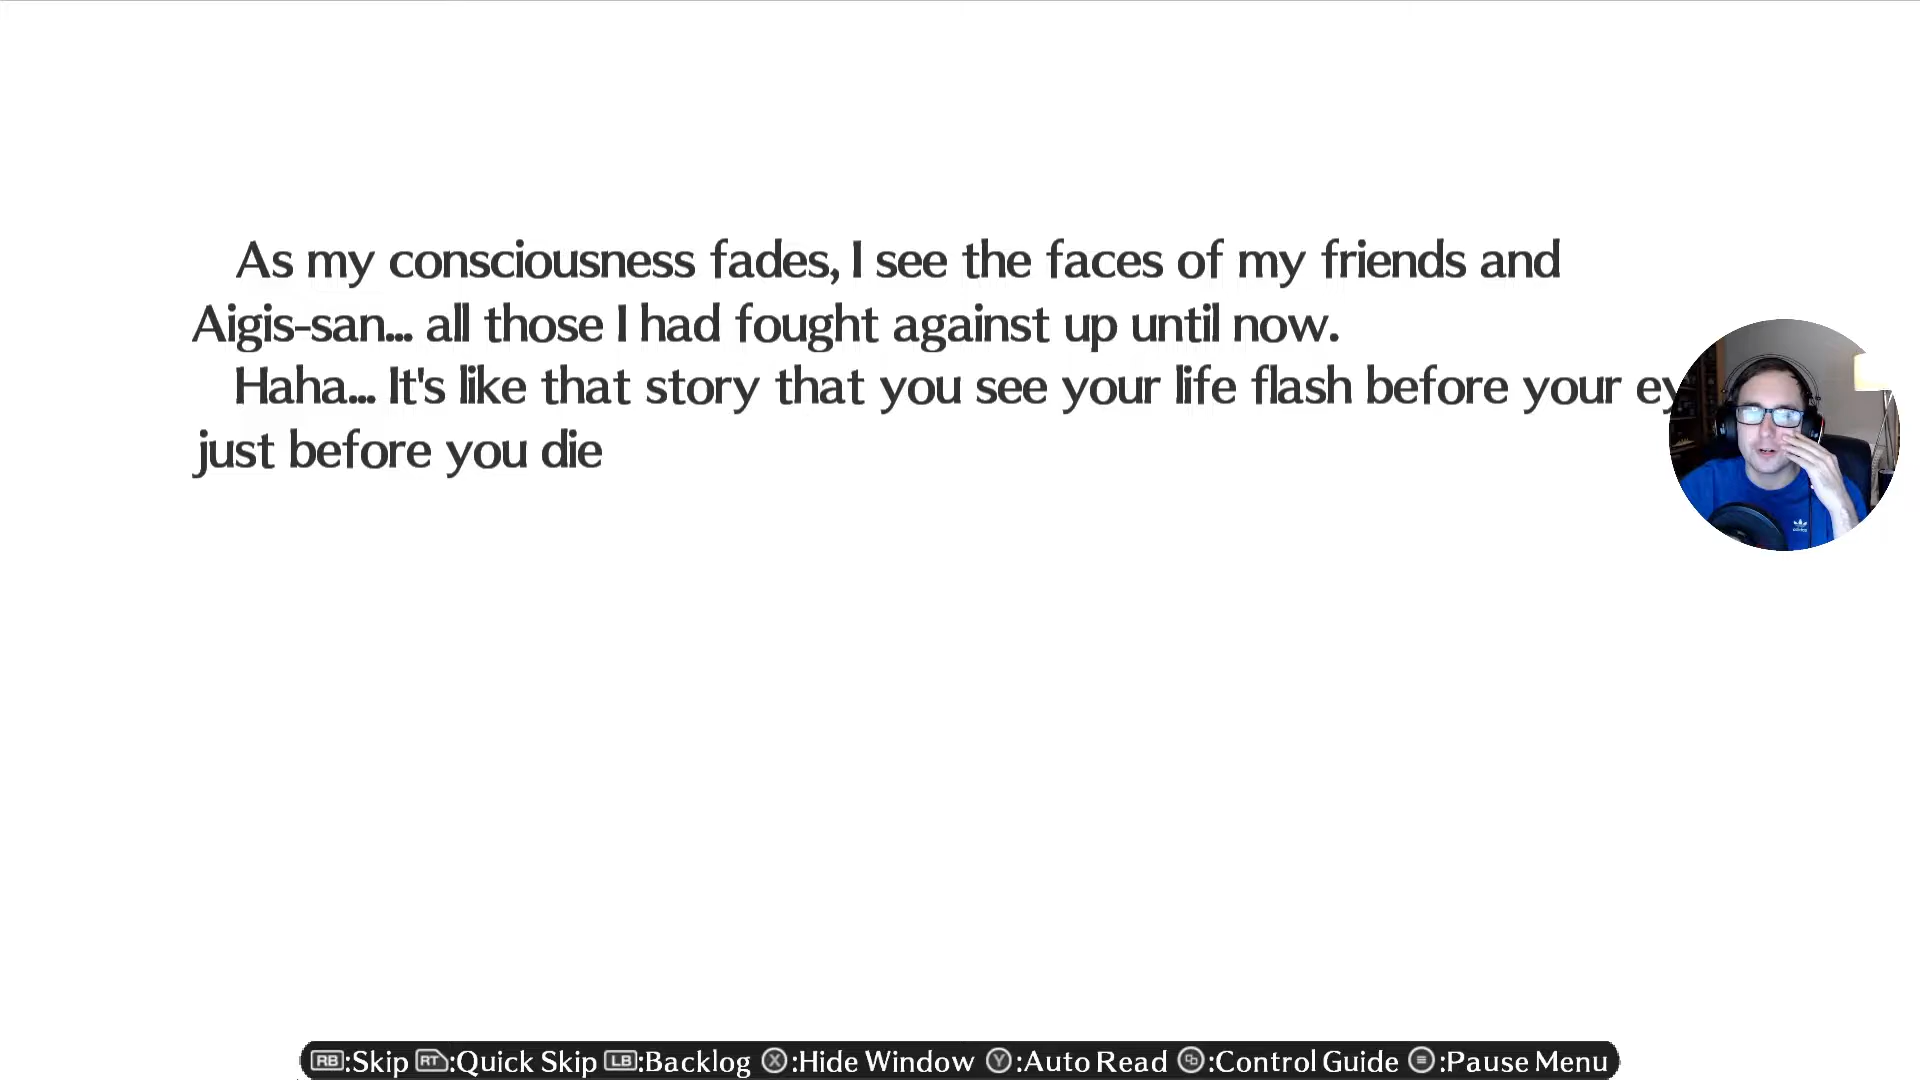 As my consciousness fades, I see the faces of my friends and
Aigis-san... all those I had fought against up until now.
Haha... It's like that story that you see your life flash before your
just before you die
RB:Skip RT:Quick Skip LB:Backlog X:Hide Window Y:Auto Read :Control Guide :Pause Menu